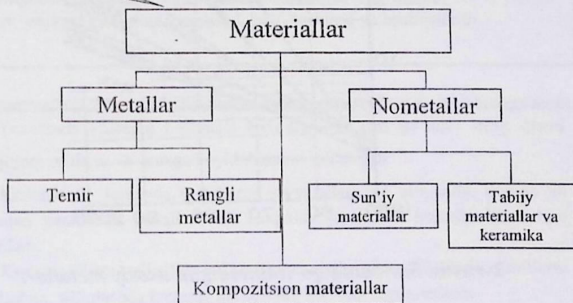 Materiallar
Metallar
Nometallar
Temir
Rangli
metallar
Sun'iy
materiallar
Tabiiy
materiallar va
keramika
Kompozitsion materiallar